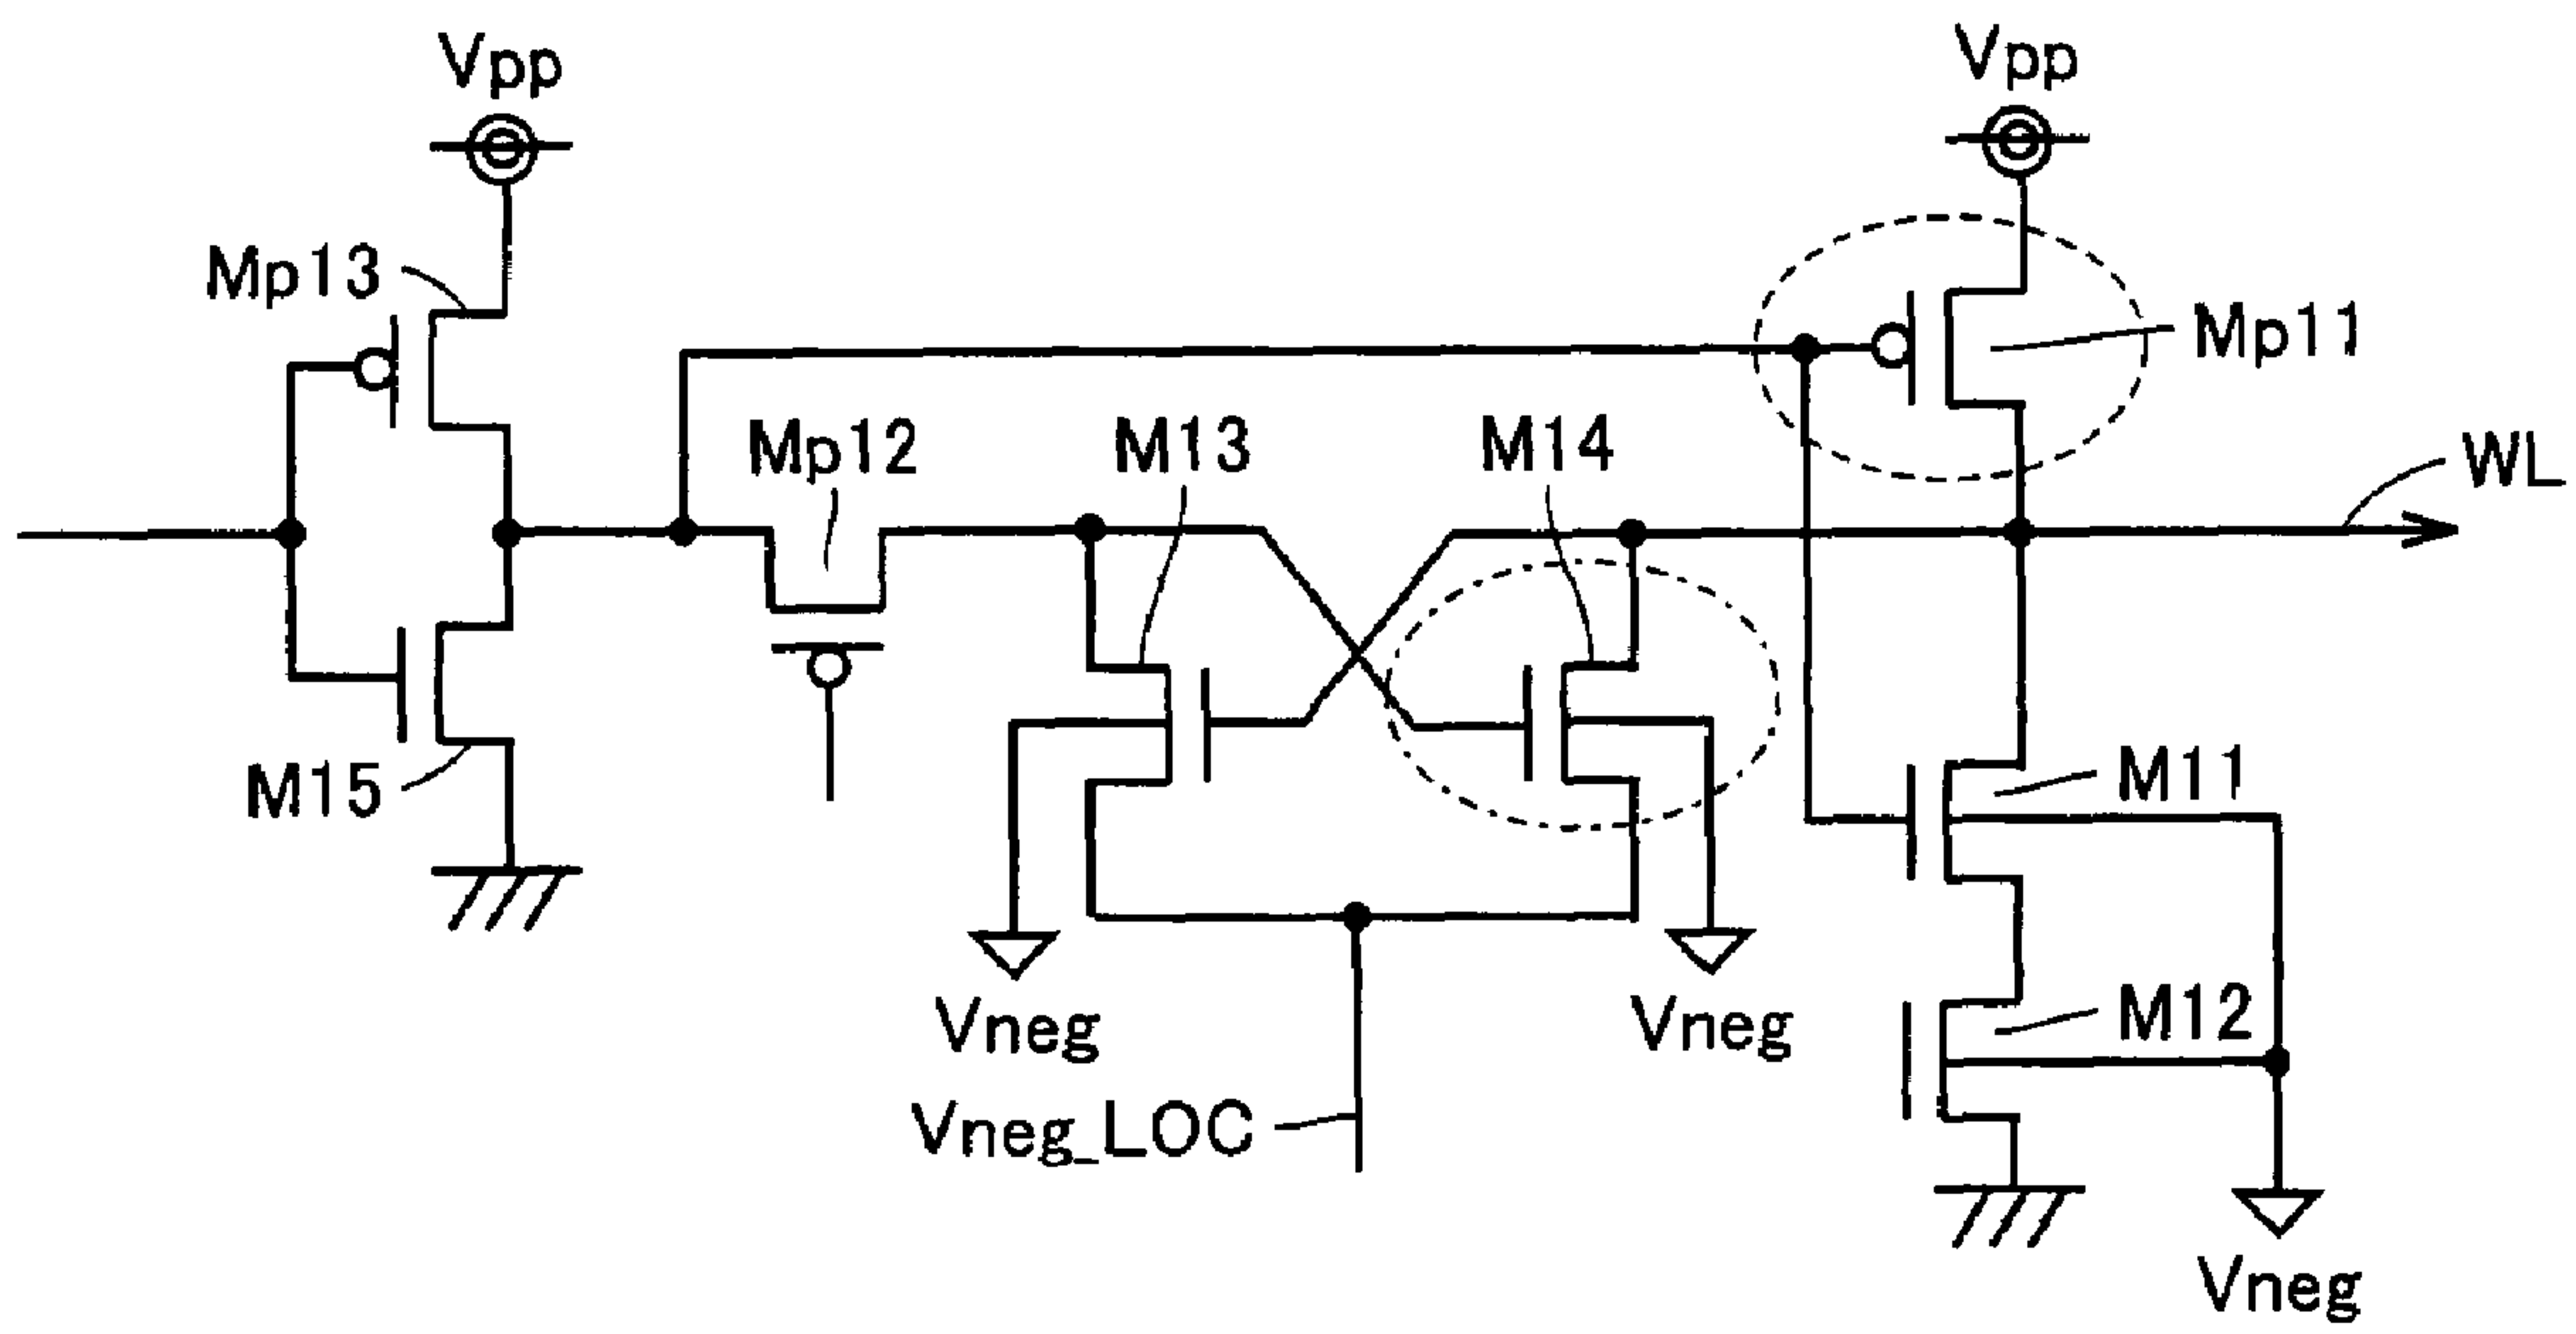 Vpp
Vpp
Mp13
Mp11
Mp12
M13
M14
WL
M15
M11
Vneg
Vneg
M12
Vneg_LOC
Vneg